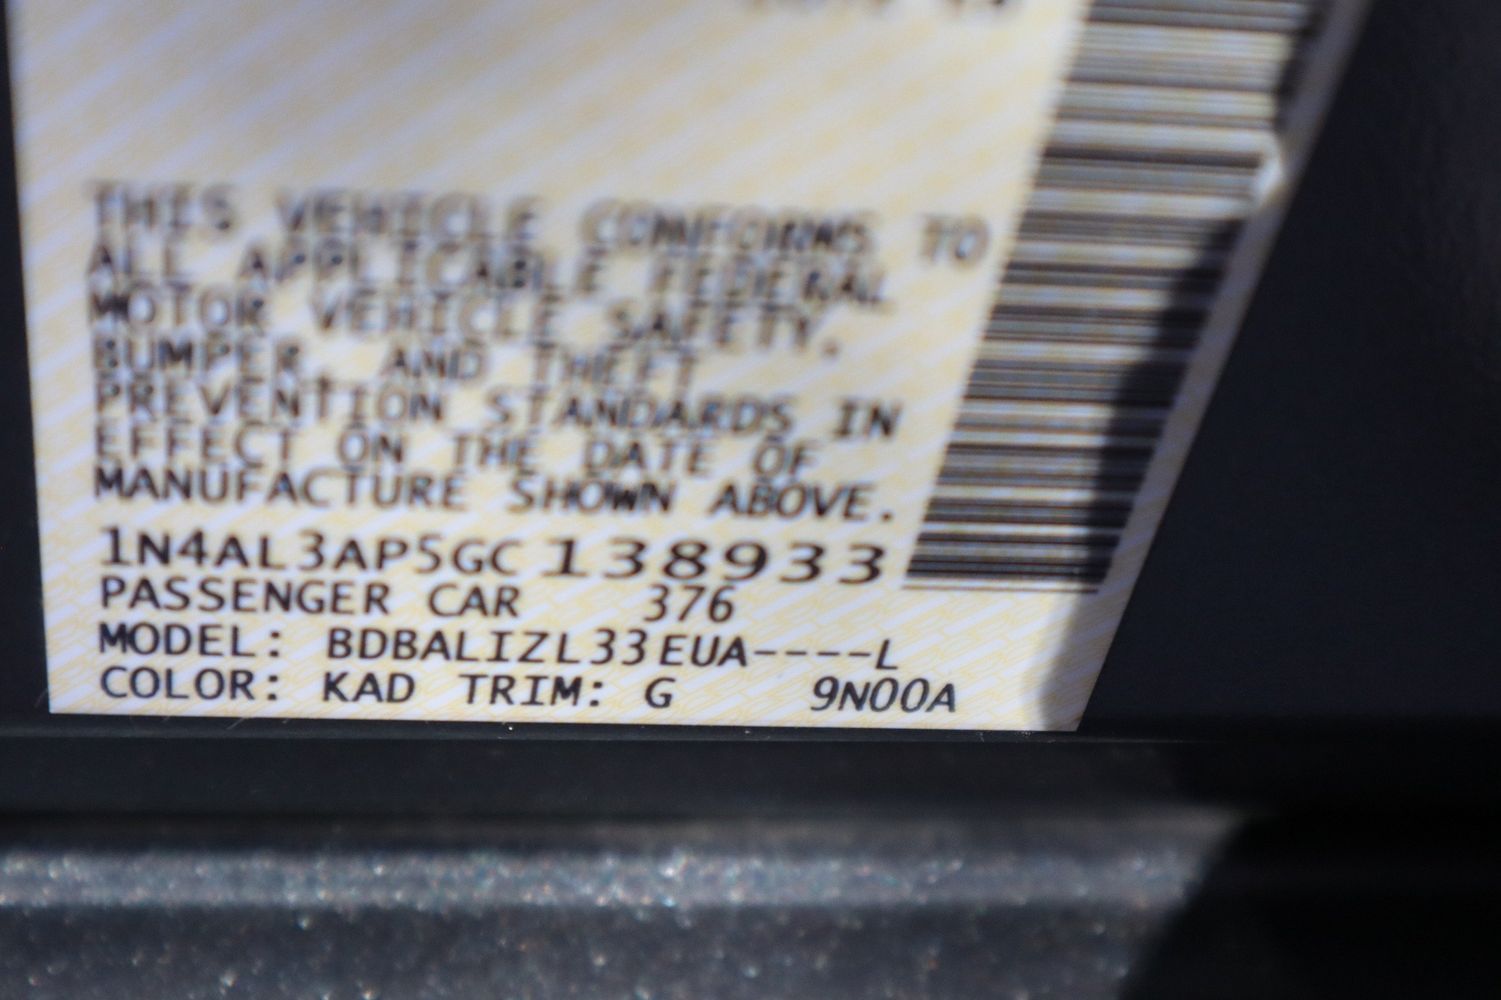 THIS VEHICLE CONFORMS TO
ALL APPLICABLE FEDERAL
MOTOR VEHICLE SAFETY,
BUMPER, AND THEFT
PREVENTION STANDARDS IN
EFFECT ON THE DATE OF
MANUFACTURE SHOWN ABOVE.
1N4AL3AP5GC138933
PASSENGER CAR 376
MODEL: BDBALIZL33EUA----L
COLOR: KAD TRIM: G 9N00A